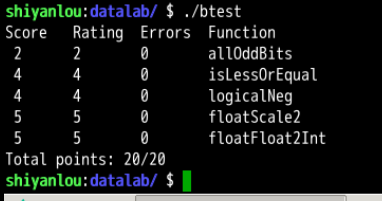 shiyanlou:datalab/ $ ./btest
Score Rating Errors Function
2 2 0 allOddBits
4 4 0 isLessOrEqual
4 4 0 logicalNeg
5 5 0 floatScale2
5 5 0 floatFloat2Int
Total points: 20/20
shiyanlou:datalab/ $